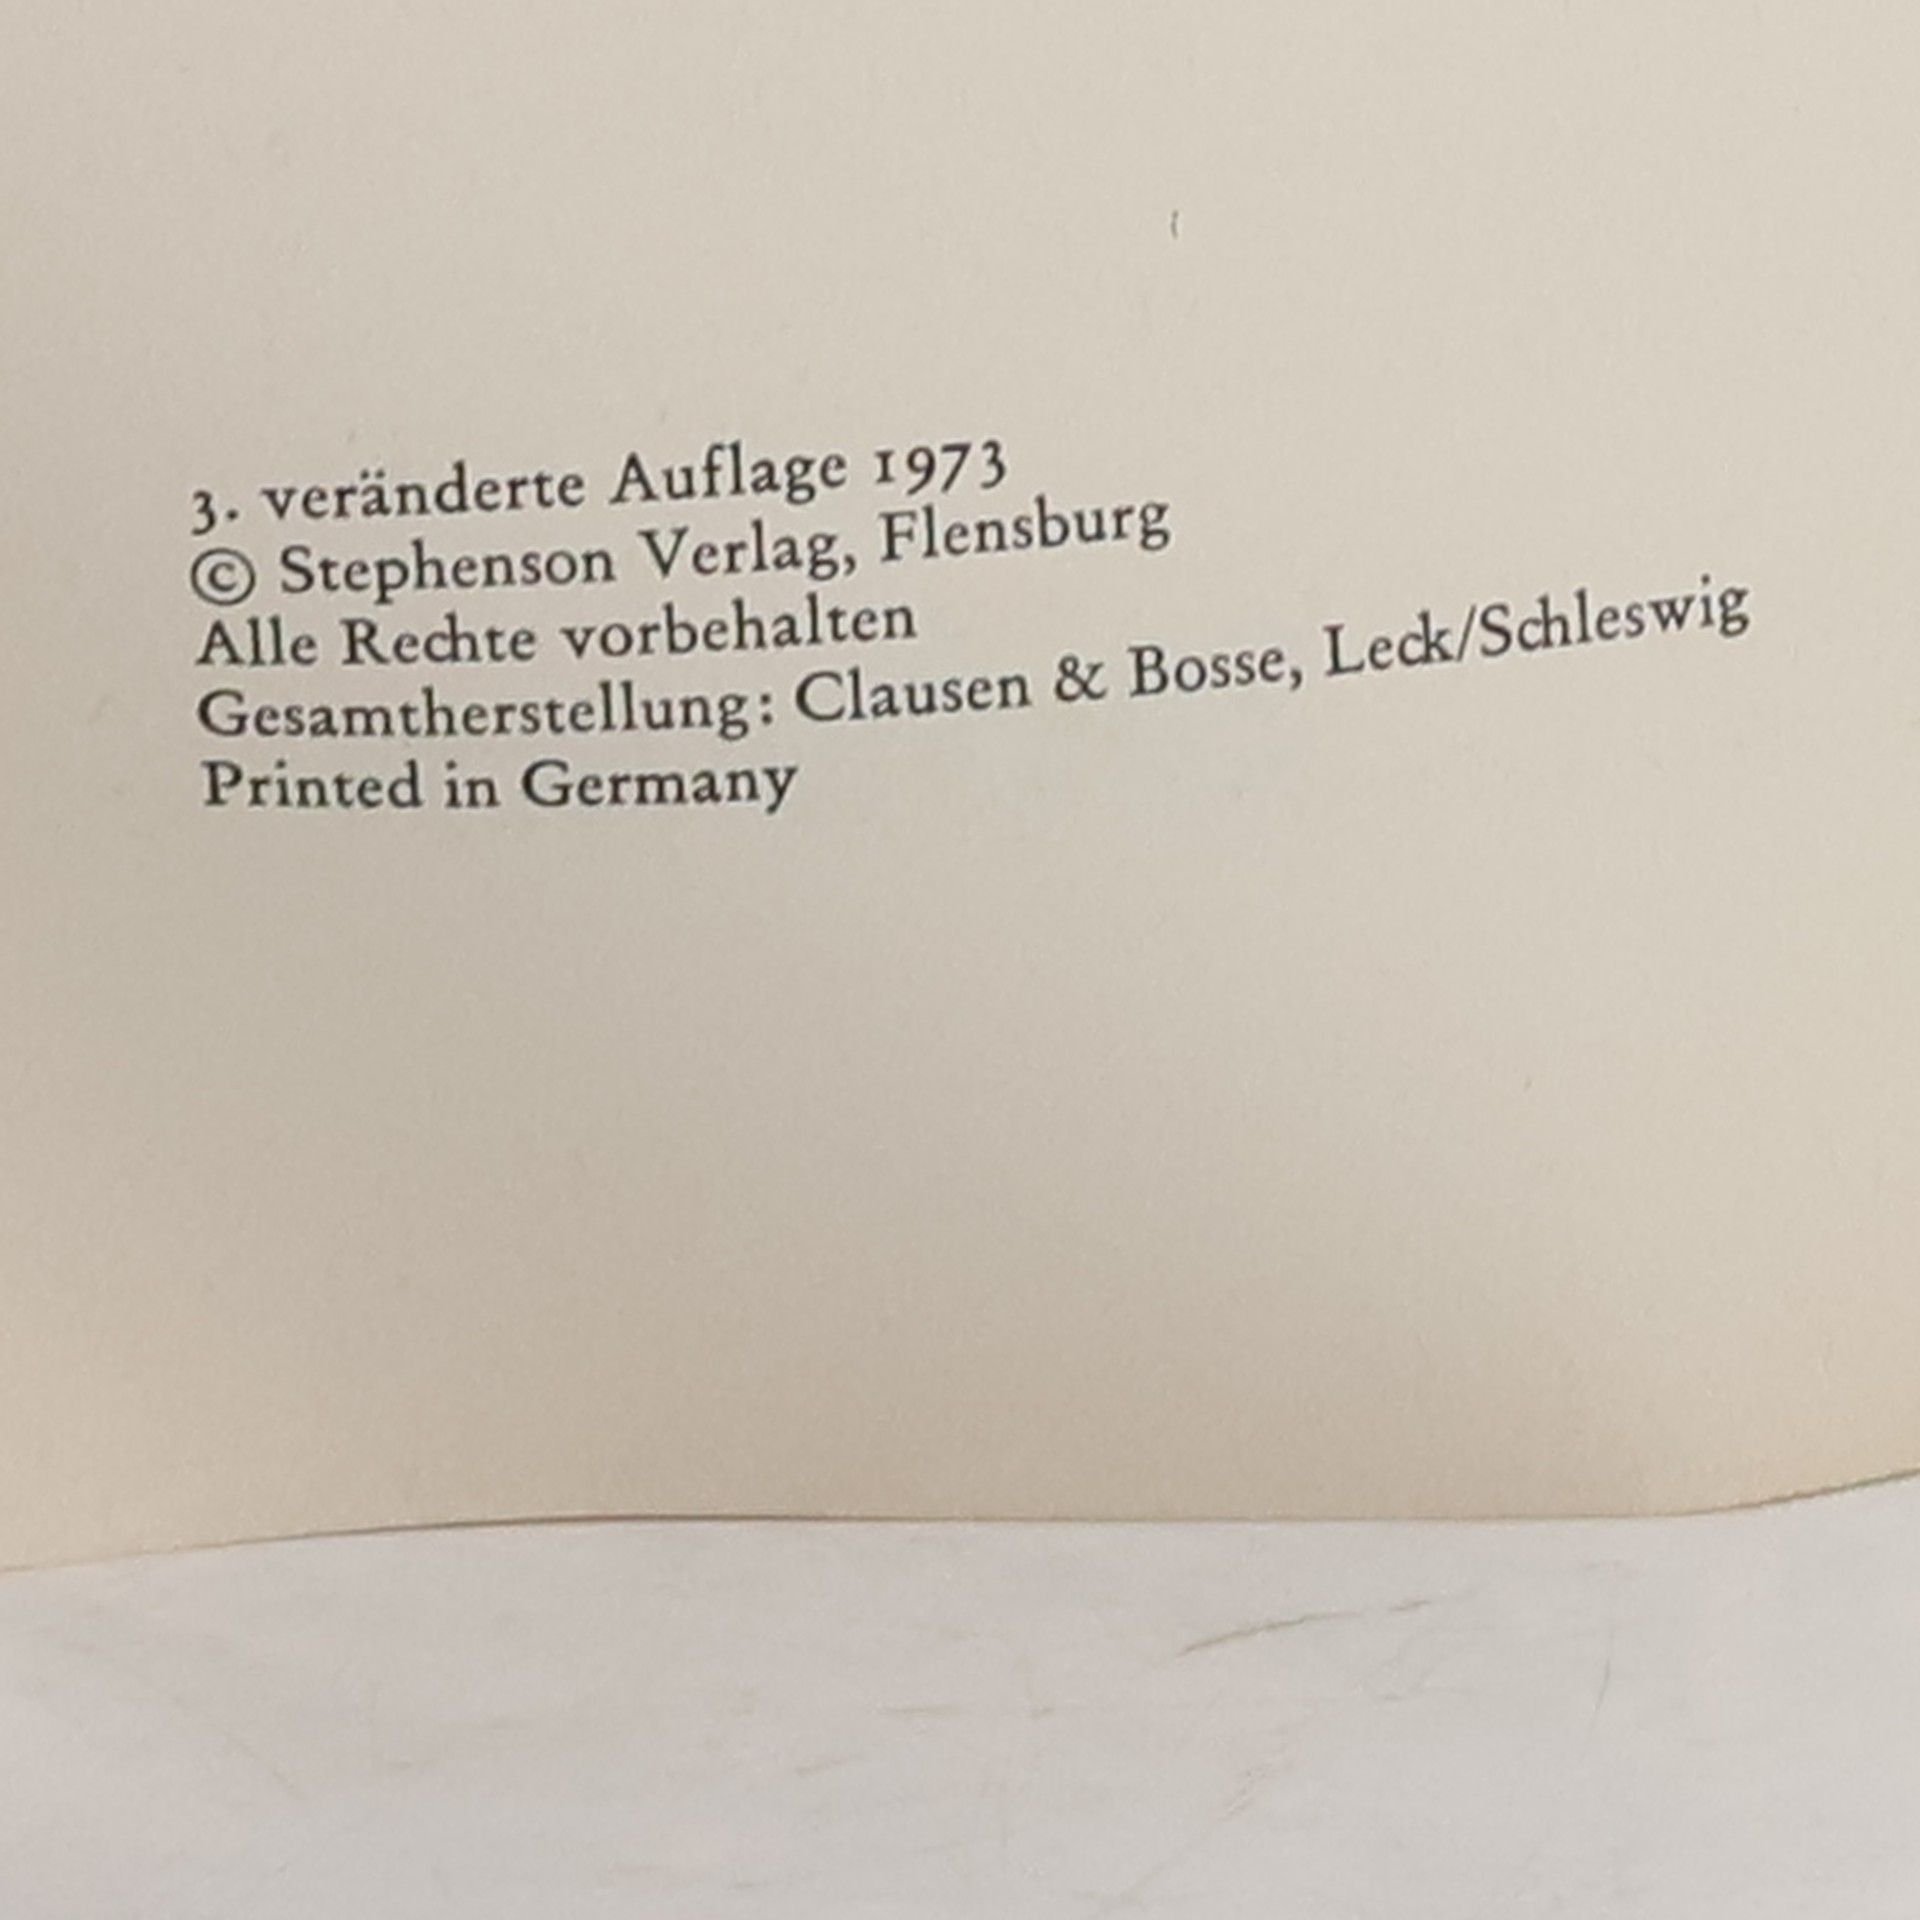 3. veränderte Auflage 1973
© Stephenson Verlag, Flensburg
Alle Rechte vorbehalten
Gesamtherstellung: Clausen & Bosse, Leck/Schleswig
Printed in Germany